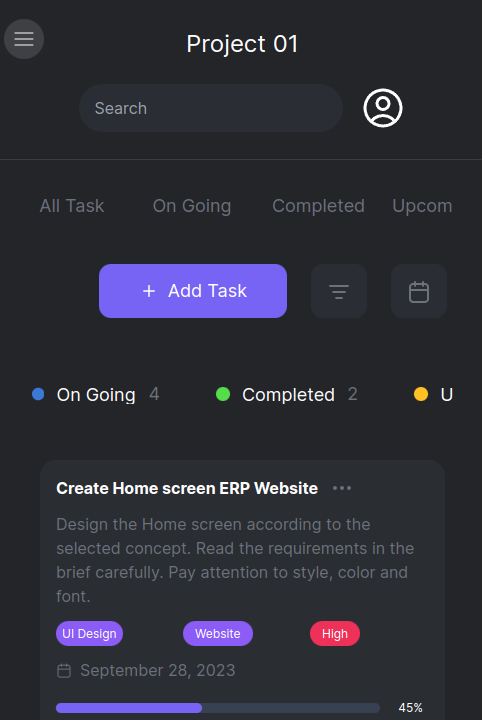 Project 01
Search
All Task On Going Completed Upcom
+ Add Task
On Going 4 Completed 2 U
Create Home screen ERP Website
Design the Home screen according to the
selected concept. Read the requirements in the
brief carefully. Pay attention to style, color and
font.
UI Design Website High
September 28, 2023
45%